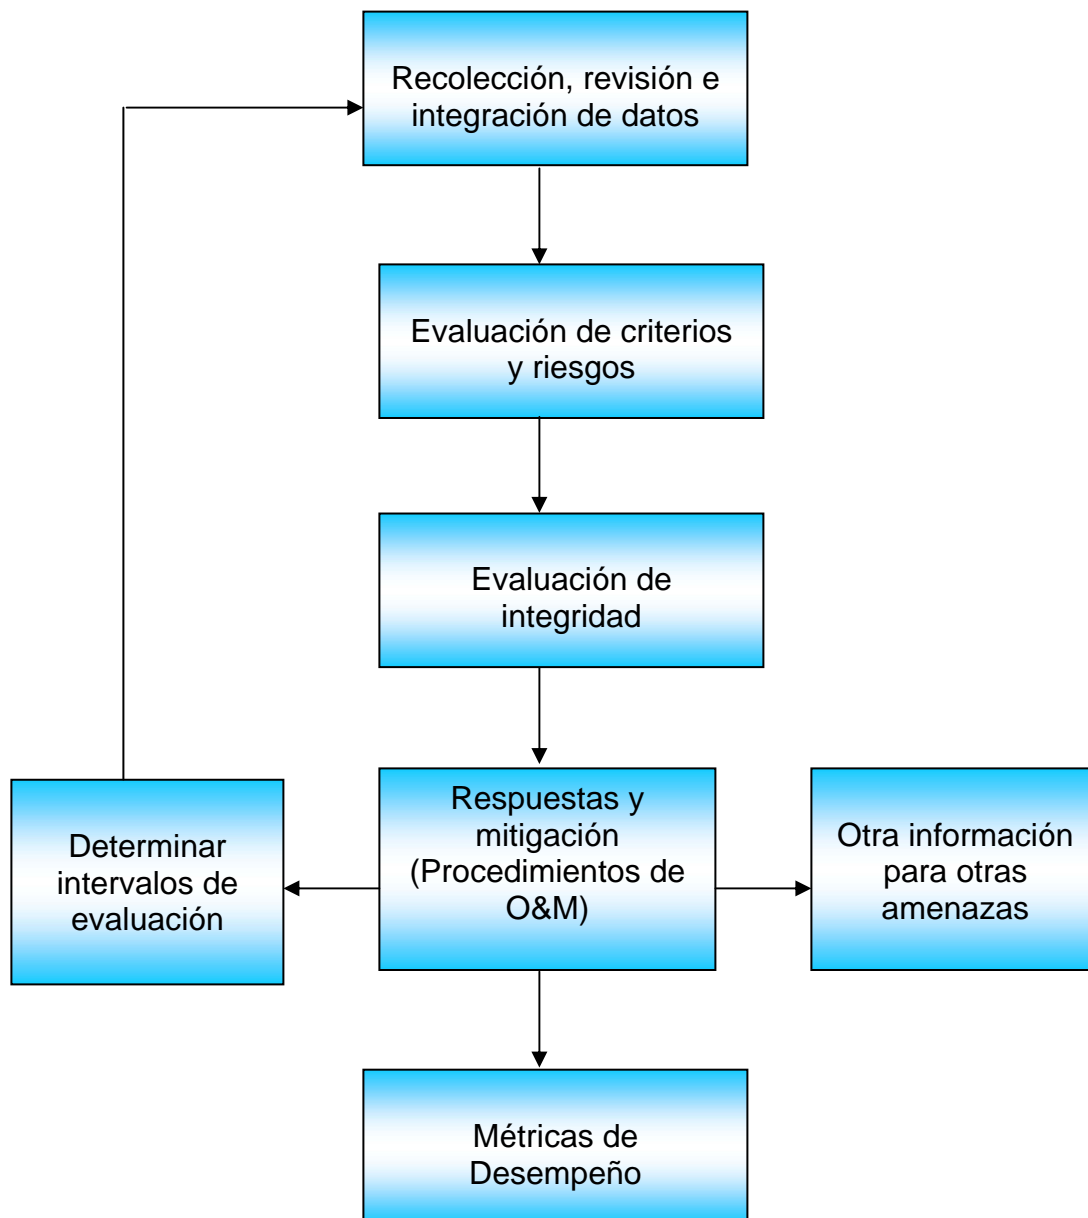 Recolección, revisión e
integración de datos
Evaluación de criterios
y riesgos
Evaluación de
integridad
Determinar
intervalos de
evaluación
Respuestas y
mitigación
(Procedimientos de
O&M)
Otra información
para otras
amenazas
Métricas de
Desempeño